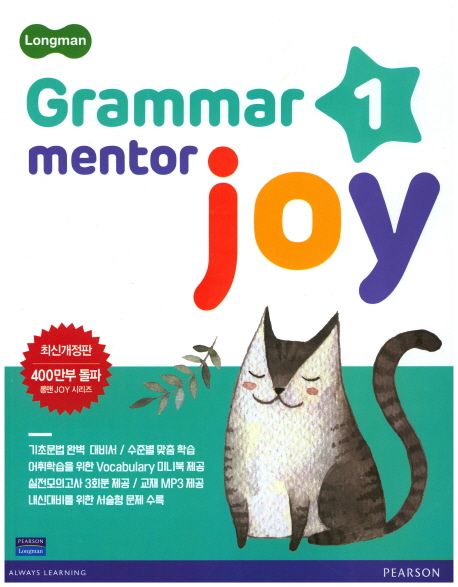 Longman
Grammar 1
mentor joy
최신개정판
400만부 돌파
롱맨 JOY 시리즈
기초문법 완벽 대비서 / 수준별 맞춤 학습
어휘학습을 위한 Vocabulary 미니북 제공
실전모의고사 3회분 제공 / 교재 MP3 제공
내신대비를 위한 서술형 문제 수록
PEARSON
Longman
ALWAYS LEARNING
PEARSON